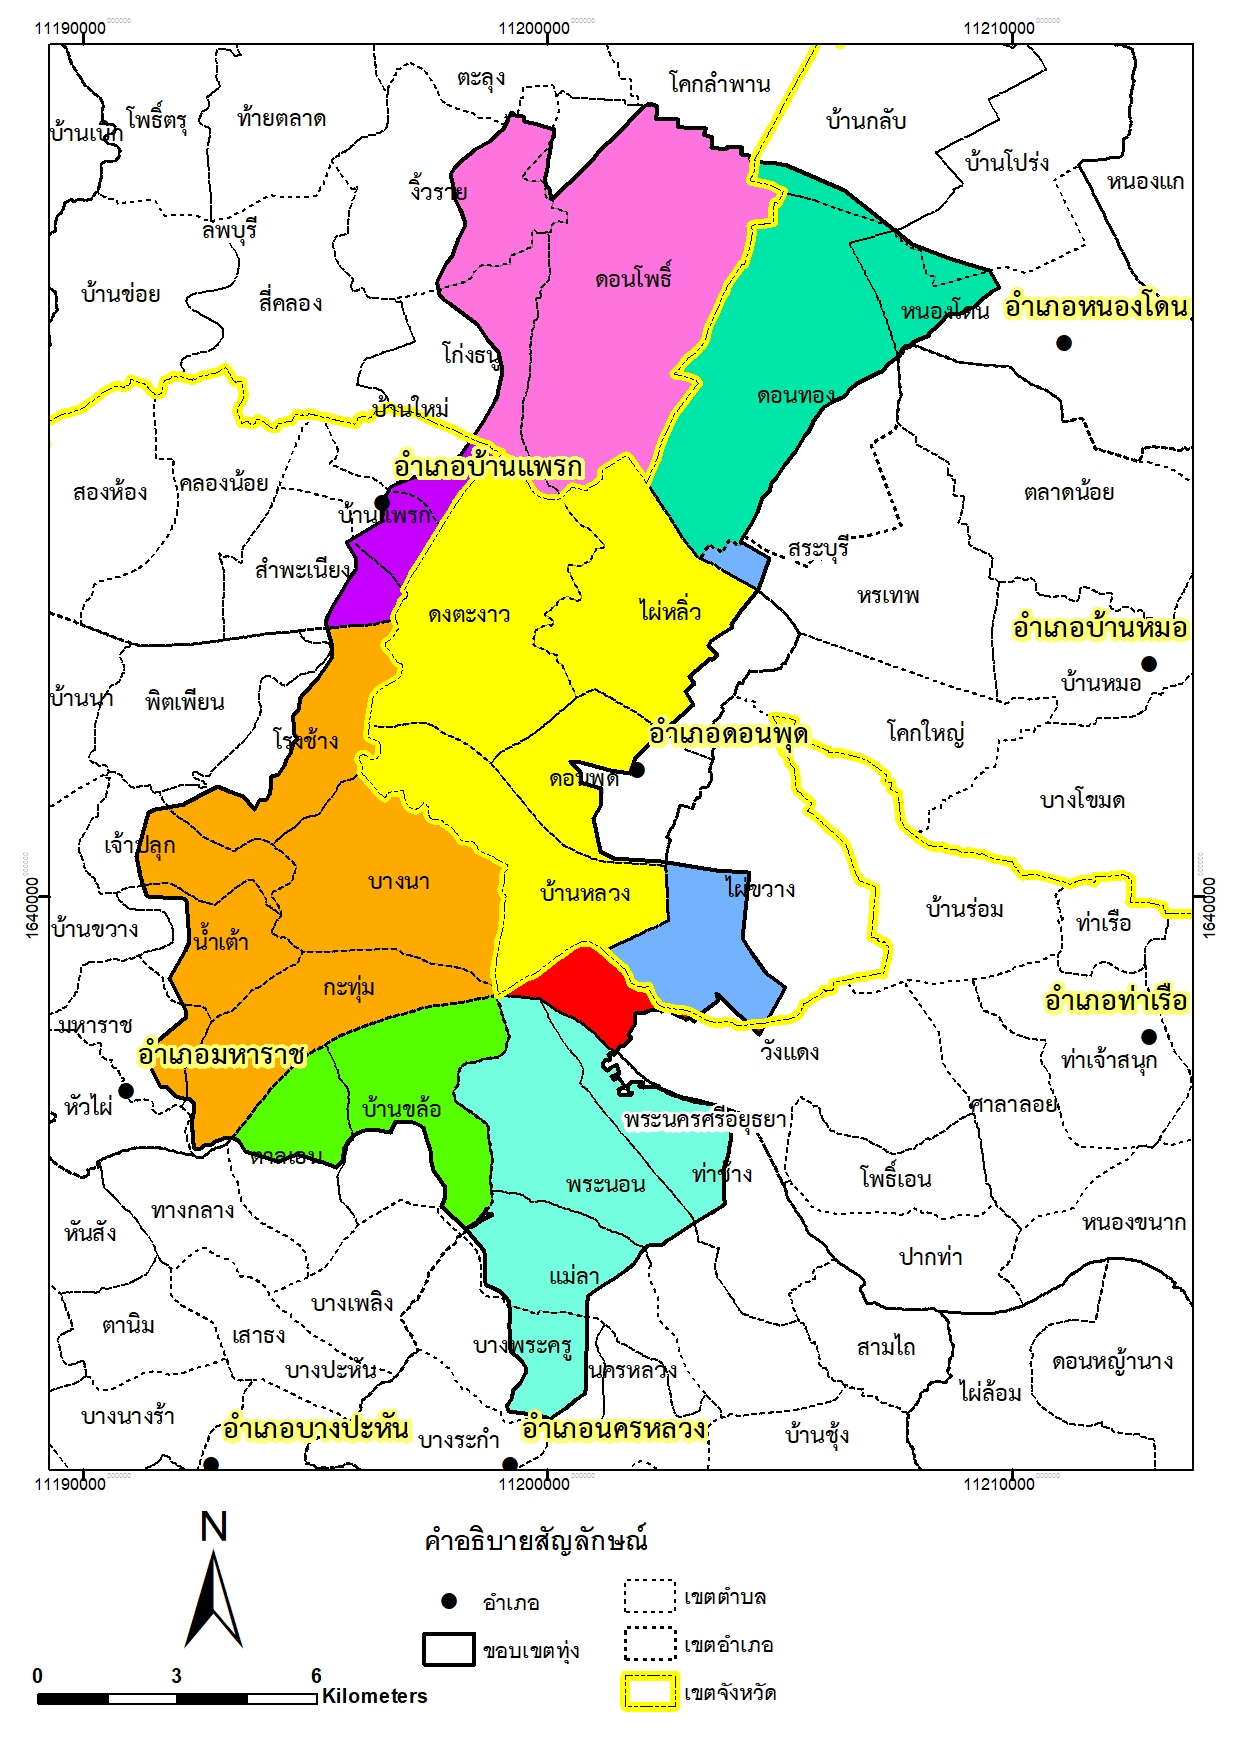 11190000 11200000 11210000
ตะลุง
โคกลำพาน
โพธิ์ตรุ
ท้ายตลาด
บ้านกลับ
บ้านเบิก
บ้านโปร่ง
หนองแก
งิ้วราย
ลพบุรี
ดอนโพธิ์
บ้านข่อย
สี่คลอง
หนองโดน
อำเภอหนองโดน
โก่งธนู
ดอนทอง
บ้านใหม่
อำเภอบ้านแพรก
สองห้อง
คลองน้อย
ตลาดน้อย
บ้านแพรก
สระบุรี
ลำพะเนียง
หรเทพ
ดงตะงาว
ไผ่หลิ่ว
อำเภอบ้านหมอ
บ้านหมอ
บ้านนา
พิตเพียน
โรงช้าง
อำเภอดอนพุด
โคกใหญ่
ดอนพุด
บางโขมด
เจ้าปลุก
บางนา
บ้านหลวง
ไผ่ขวาง
1640000
1640000
บ้านร่อม
ท่าเรือ
บ้านขวาง
น้ำเต้า
กะทุ่ม
อำเภอท่าเรือ
มหาราช
อำเภอมหาราช
วังแดง
ท่าเจ้าสนุก
หัวไผ่
บ้านขล้อ
ศาลาลอย
พระนครศรีอยุธยา
ตาลเอน
พระนอน
ท่าช้าง
โพธิ์เอน
ทางกลาง
หันสัง
หนองขนาก
ปากท่า
แม่ลา
บางเพลิง
ตานิม
เสาธง
บางพระครู
สามไถ
บางปะหัน
นครหลวง
ดอนหญ้านาง
ไผ่ล้อม
บางนางร้า
อำเภอบางปะหัน
บางระกำ
อำเภอนครหลวง
บ้านชุ้ง
11190000 11200000 11210000
N
คำอธิบายสัญลักษณ์
อำเภอ
ขอบเขตทุ่ง
เขตตำบล
เขตอำเภอ
เขตจังหวัด
0 3 6
Kilometers